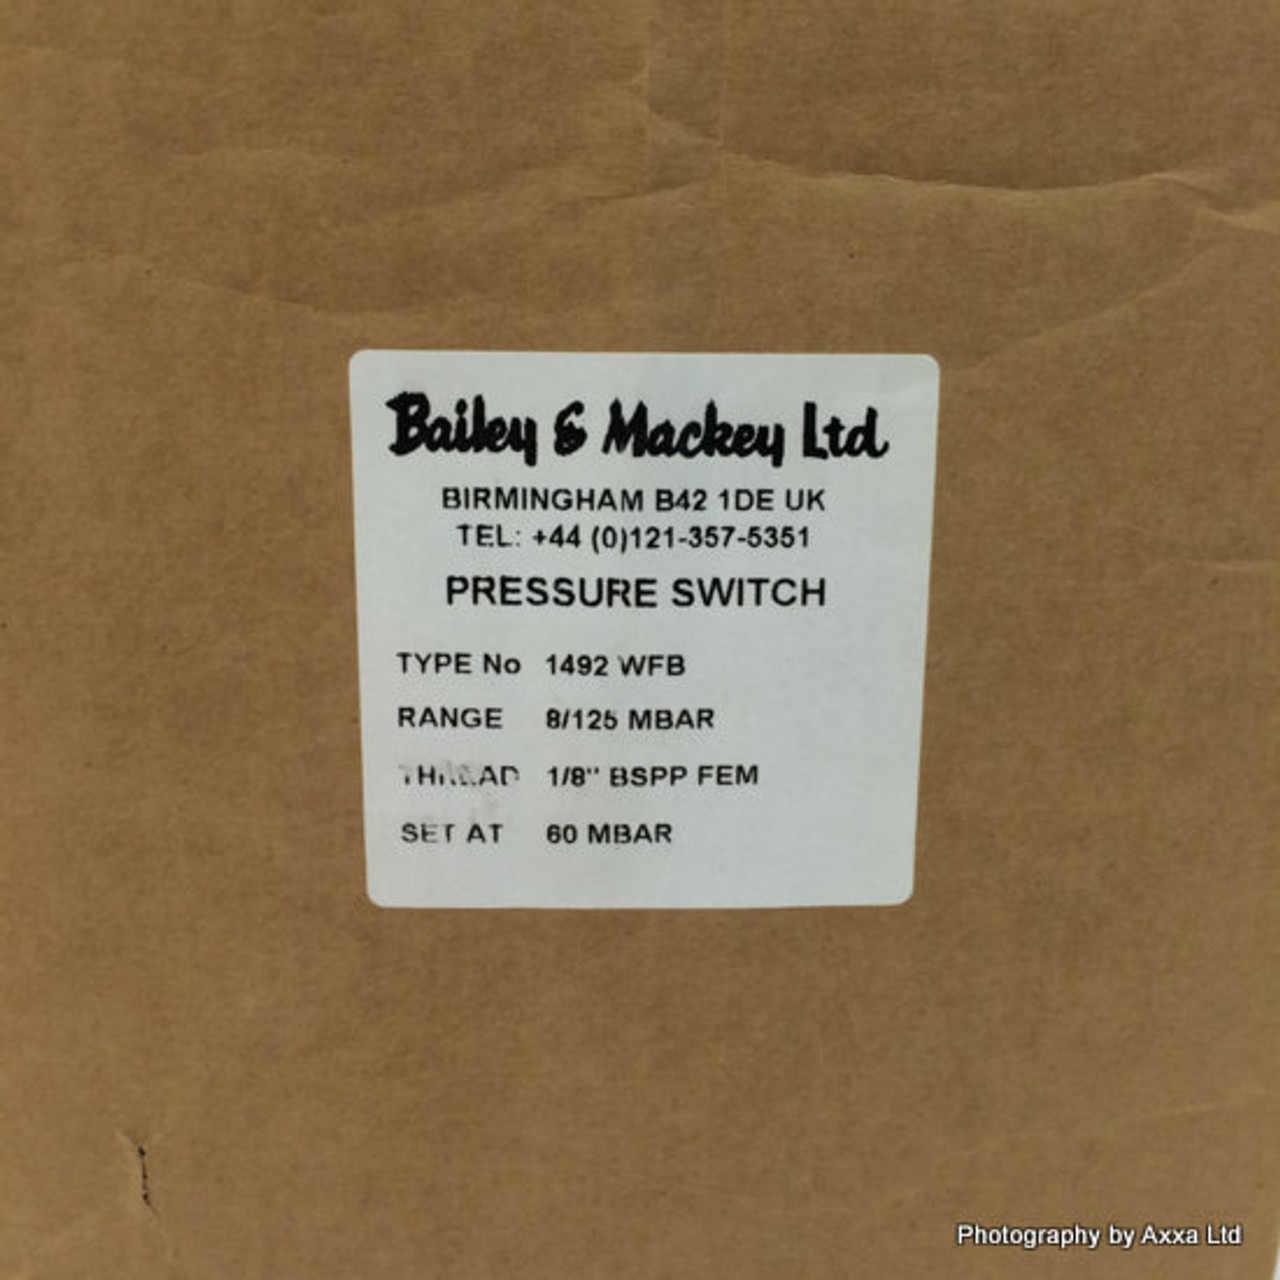 Bailey & Mackey Ltd
BIRMINGHAM B42 1DE UK
TEL: +44 (0)121-357-5351
PRESSURE SWITCH
TYPE No 1492 WFB
RANGE 8/125 MBAR
THREAD 1/8" BSPP FEM
SET AT 60 MBAR
Photography by Axxa Ltd